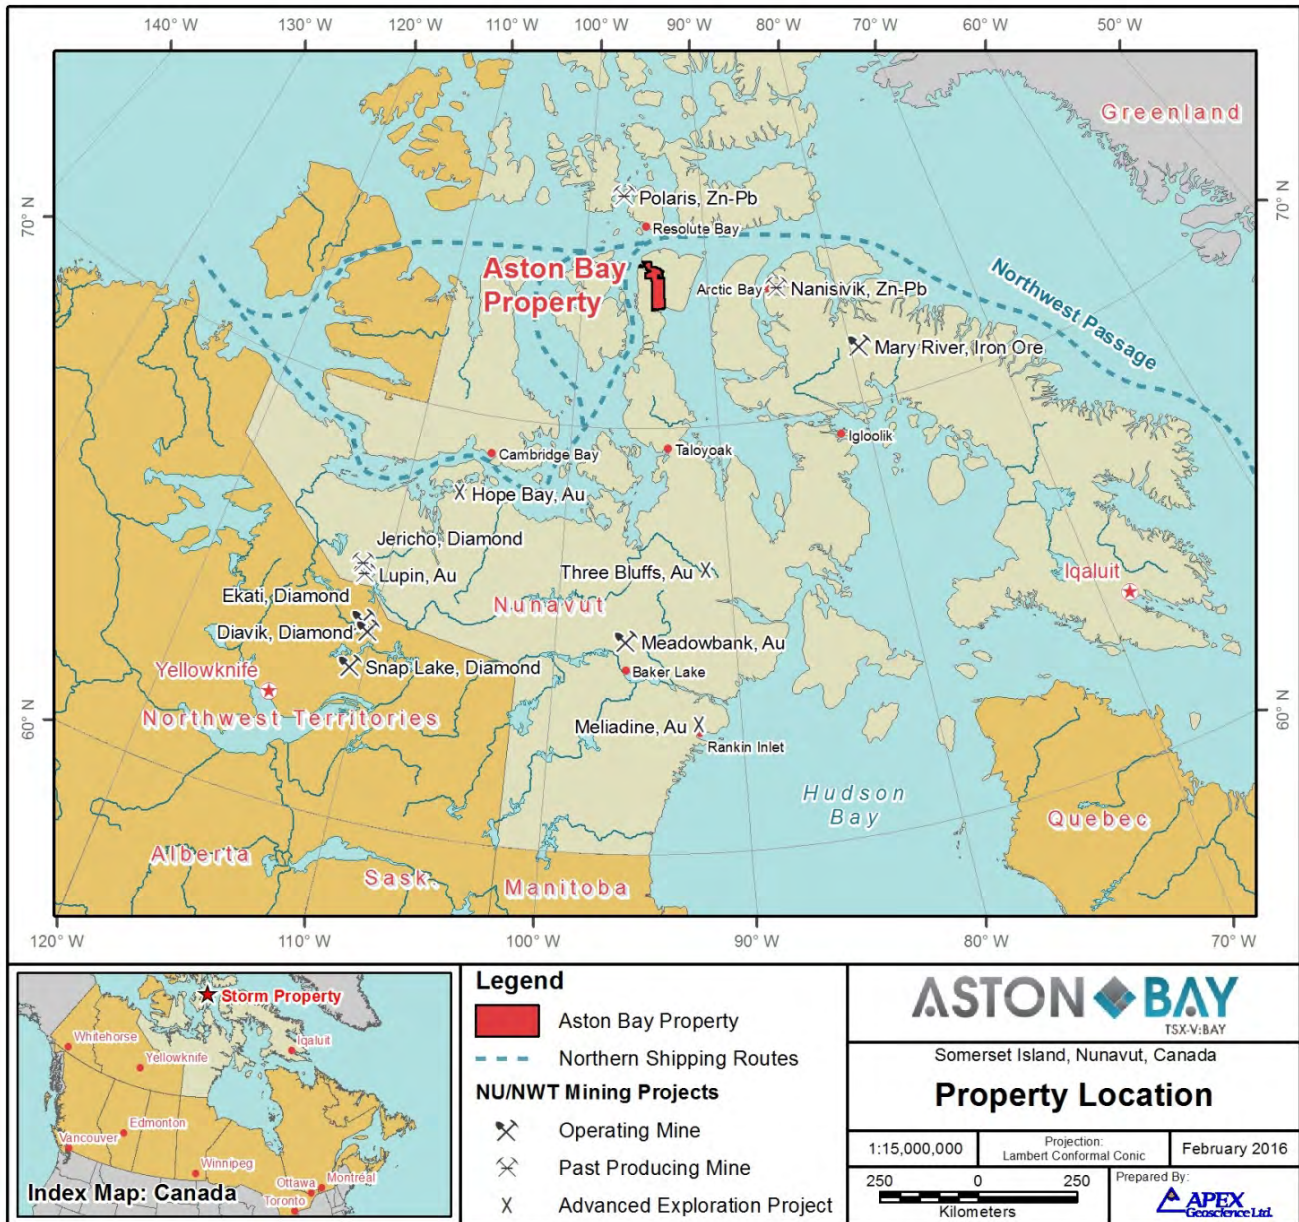 140° W
130° W
120° W
110° W
100° W
90° W
80° W
70° W
60° W
50° W
Greenland
70° N
70° N
Polaris, Zn-Pb
Resolute Bay
Aston Bay
Property
Arctic Bay
Nanisivik, Zn-Pb
Northwest Passage
Mary River, Iron Ore
Igloolik
Cambridge Bay
Taloyoak
Hope Bay, Au
Jericho, Diamond
Lupin, Au
Three Bluffs, Au
Iqaluit
Ekati, Diamond
Nunavut
Diavik, Diamond
Meadowbank, Au
Snap Lake, Diamond
Baker Lake
Yellowknife
Northwest Territories
60° N
60° N
Meliadine, Au
Rankin Inlet
Hudson
Bay
Quebec
Alberta
Sask.
Manitoba
120° W
110° W
100° W
90° W
80° W
70° W
Storm Property
Whitehorse
Iqaluit
Yellowknife
Edmonton
Vancouver
Winnipeg
Ottawa
Montréal
Toronto
Index Map: Canada
Legend
Aston Bay Property
Northern Shipping Routes
NU/NWT Mining Projects
Operating Mine
Past Producing Mine
Advanced Exploration Project
ASTON BAY
TSX-V:BAY
Somerset Island, Nunavut, Canada
Property Location
1:15,000,000
Projection:
Lambert Conformal Conic
February 2016
250 0 250
Kilometers
Prepared By:
APEX
Geoscience Ltd.